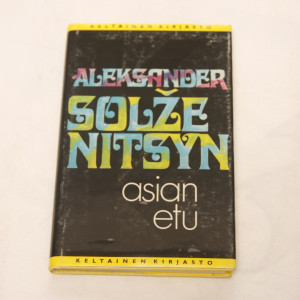 KELTAINEN KIRJASTO
ALEKSANDER
SOLŽE
NITSYN
asian
etu
KELTAINEN KIRJASTO